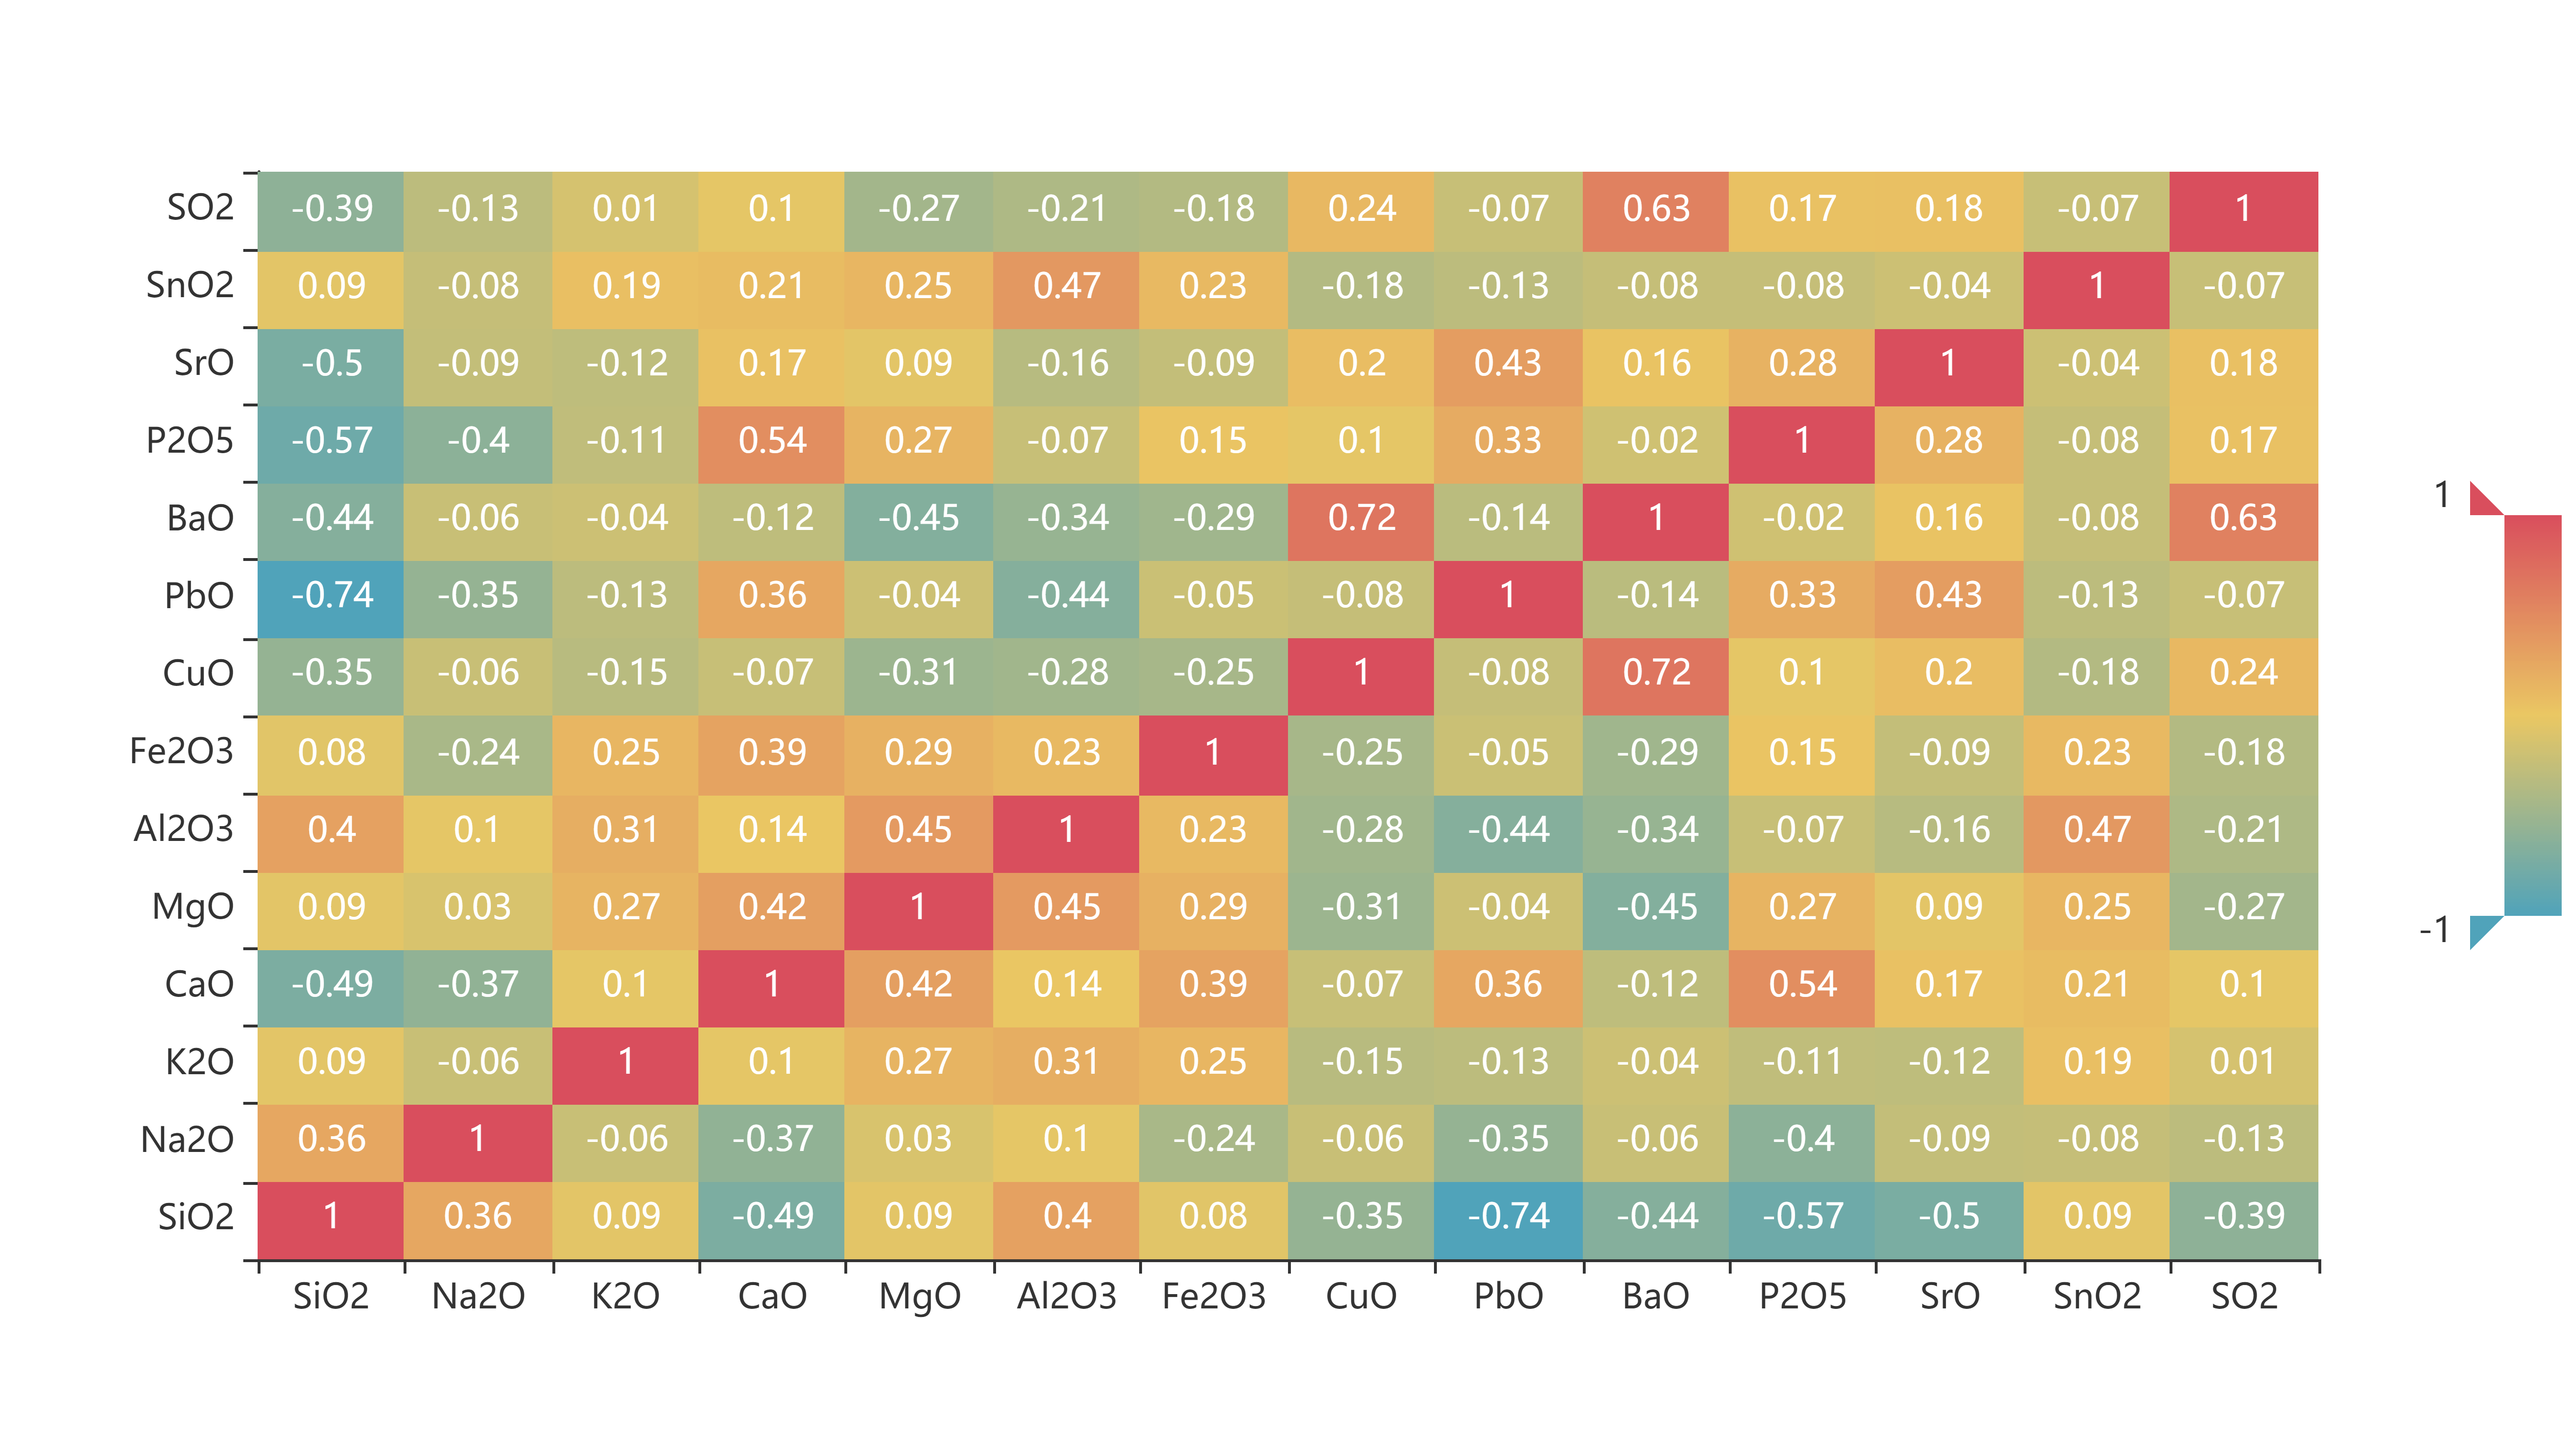 SO2 -0.39 -0.13 0.01 0.1 -0.27 -0.21 -0.18 0.24 -0.07 0.63 0.17 0.18 -0.07 1
SnO2 0.09 -0.08 0.19 0.21 0.25 0.47 0.23 -0.18 -0.13 -0.08 -0.08 -0.04 1 -0.07
SrO -0.5 -0.09 -0.12 0.17 0.09 -0.16 -0.09 0.2 0.43 0.16 0.28 1 -0.04 0.18
P2O5 -0.57 -0.4 -0.11 0.54 0.27 -0.07 0.15 0.1 0.33 -0.02 1 0.28 -0.08 0.17
1
BaO -0.44 -0.06 -0.04 -0.12 -0.45 -0.34 -0.29 0.72 -0.14 1 -0.02 0.16 -0.08 0.63
PbO -0.74 -0.35 -0.13 0.36 -0.04 -0.44 -0.05 -0.08 1 -0.14 0.33 0.43 -0.13 -0.07
CuO -0.35 -0.06 -0.15 -0.07 -0.31 -0.28 -0.25 1 -0.08 0.72 0.1 0.2 -0.18 0.24
Fe2O3 0.08 -0.24 0.25 0.39 0.29 0.23 1 -0.25 -0.05 -0.29 0.15 -0.09 0.23 -0.18
Al2O3 0.4 0.1 0.31 0.14 0.45 1 0.23 -0.28 -0.44 -0.34 -0.07 -0.16 0.47 -0.21
MgO 0.09 0.03 0.27 0.42 1 0.45 0.29 -0.31 -0.04 -0.45 0.27 0.09 0.25 -0.27
-1
CaO -0.49 -0.37 0.1 1 0.42 0.14 0.39 -0.07 0.36 -0.12 0.54 0.17 0.21 0.1
K2O 0.09 -0.06 1 0.1 0.27 0.31 0.25 -0.15 -0.13 -0.04 -0.11 -0.12 0.19 0.01
Na2O 0.36 1 -0.06 -0.37 0.03 0.1 -0.24 -0.06 -0.35 -0.06 -0.4 -0.09 -0.08 -0.13
SiO2 1 0.36 0.09 -0.49 0.09 0.4 0.08 -0.35 -0.74 -0.44 -0.57 -0.5 0.09 -0.39
SiO2 Na2O K2O CaO MgO Al2O3 Fe2O3 CuO PbO BaO P2O5 SrO SnO2 SO2